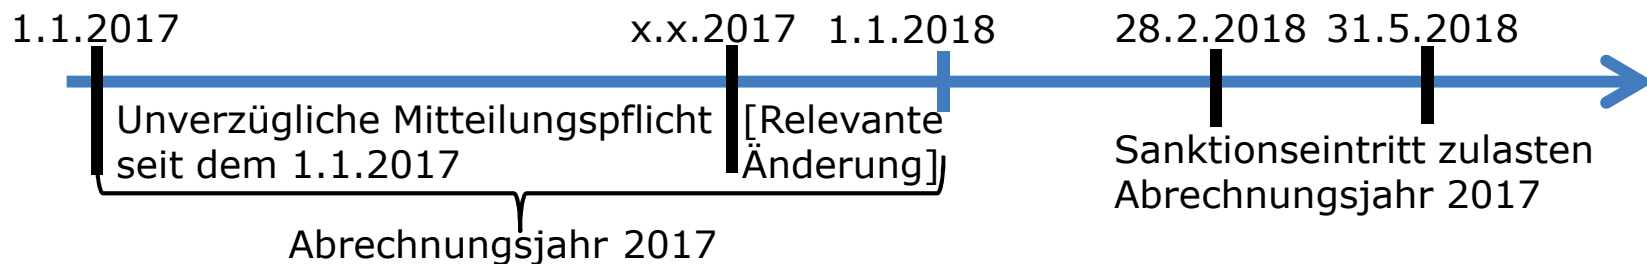 1.1.2017 x.x.2017 1.1.2018 28.2.2018 31.5.2018
Unverzügliche Mitteilungspflicht
seit dem 1.1.2017
[Relevante
Änderung]
Sanktionseintritt zulasten
Abrechnungsjahr 2017
Abrechnungsjahr 2017